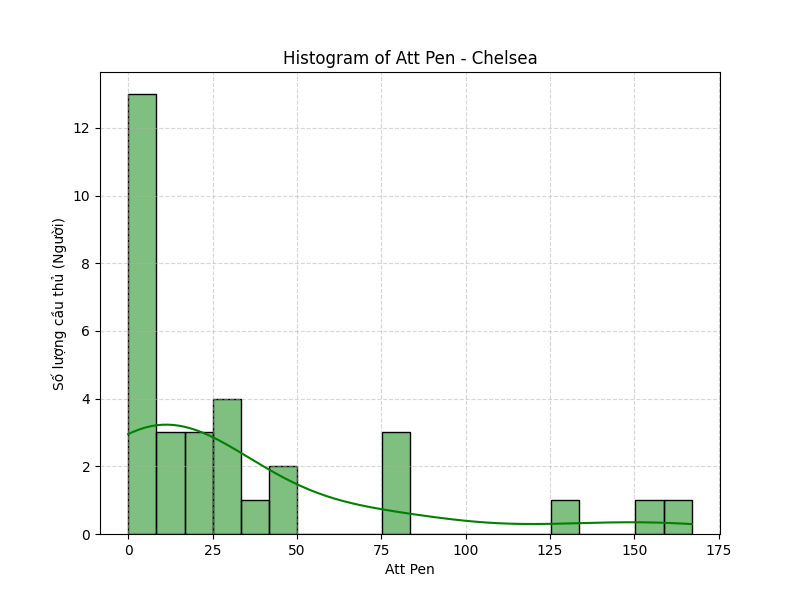 Histogram of Att Pen - Chelsea
Số lượng cầu thủ (Người)
12
10
8
6
4
2
0
0 25 50 75 100 125 150 175
Att Pen